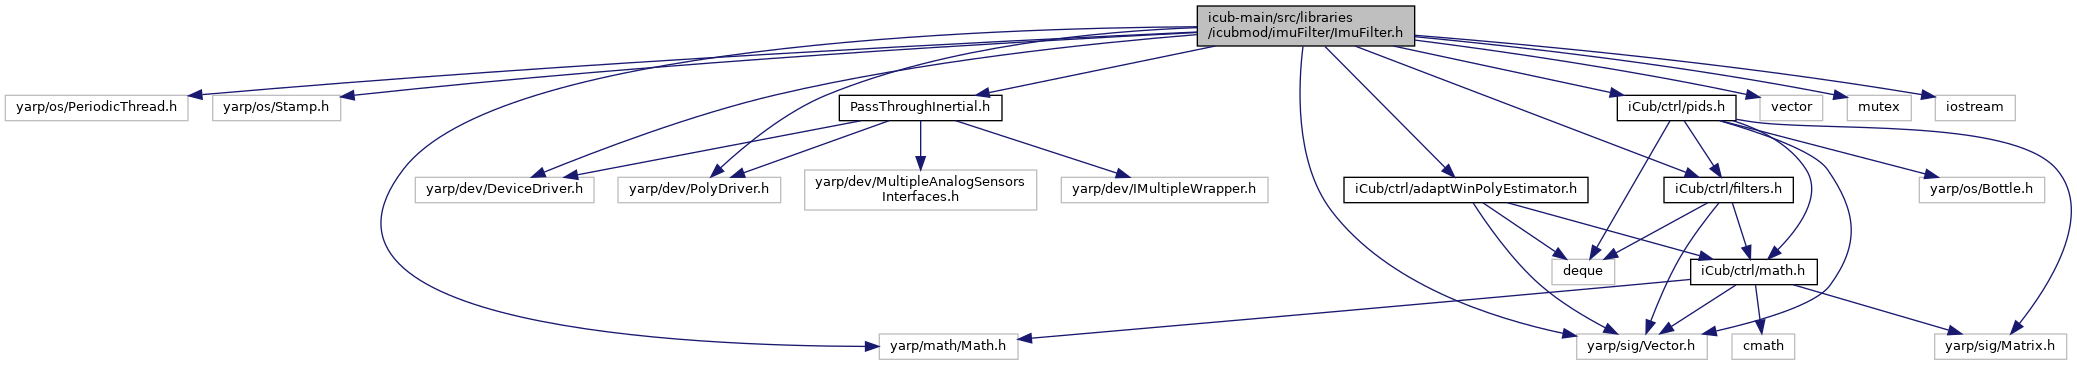 icub-main/src/libraries
/icubmod/imuFilter/ImuFilter.h
yarp/os/PeriodicThread.h
yarp/os/Stamp.h
PassThroughInertial.h
iCub/ctrl/pids.h
vector
mutex
iostream
yarp/dev/DeviceDriver.h
yarp/dev/PolyDriver.h
yarp/dev/MultipleAnalogSensors
Interfaces.h
yarp/dev/IMultipleWrapper.h
iCub/ctrl/adaptWinPolyEstimator.h
iCub/ctrl/filters.h
yarp/os/Bottle.h
deque
iCub/ctrl/math.h
yarp/math/Math.h
yarp/sig/Vector.h
cmath
yarp/sig/Matrix.h